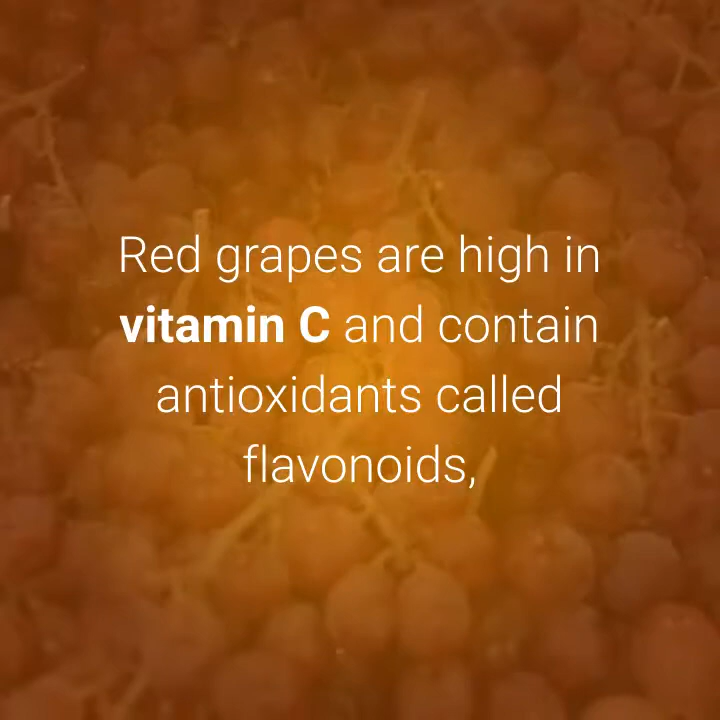 Red grapes are high in
vitamin C and contain
antioxidants called
flavonoids,